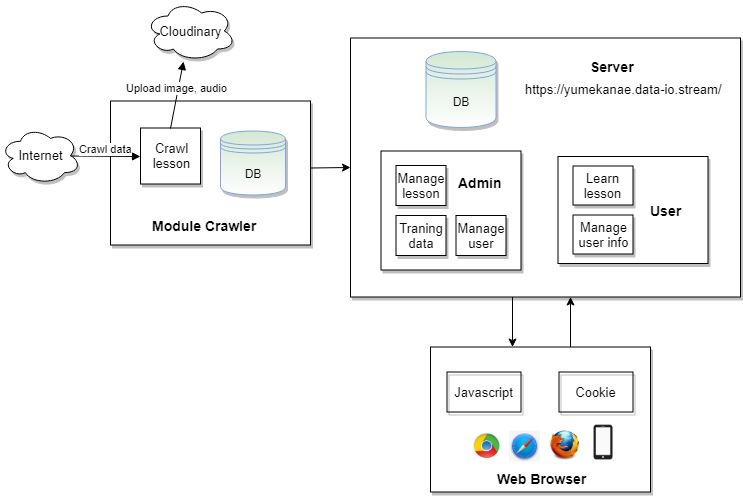 Cloudinary
Upload image, audio
Internet
Crawl data
Crawl
lesson
DB
Module Crawler
Server
https://yumekanae.data-io.stream/
DB
Manage
lesson
Admin
Traning
data
Manage
user
Learn
lesson
User
Manage
user info
Javascript
Cookie
Web Browser